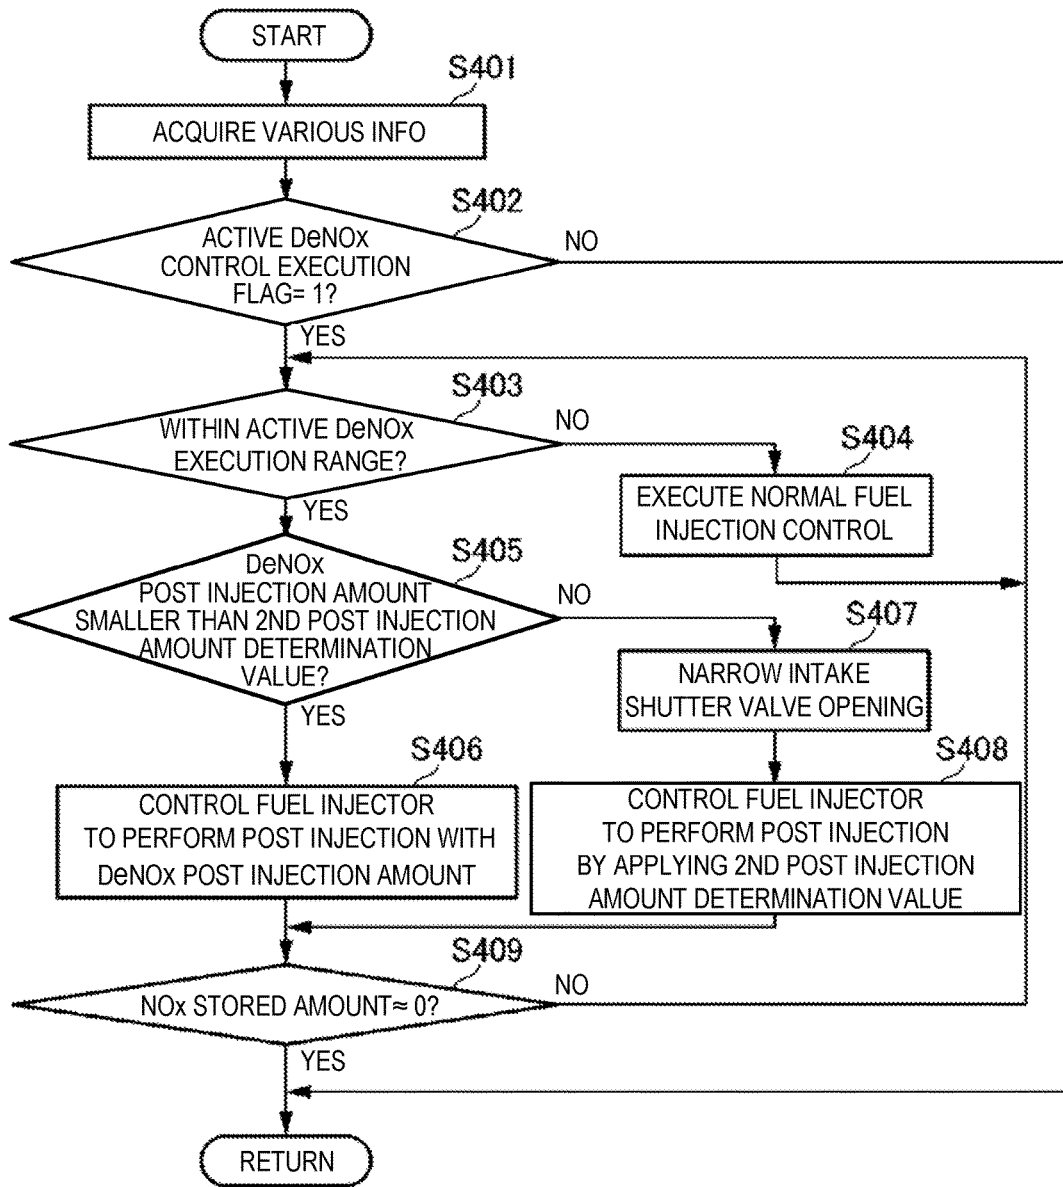 START
S401
ACQUIRE VARIOUS INFO
S402
ACTIVE DeNOx
CONTROL EXECUTION
FLAG= 1?
NO
YES
S403
WITHIN ACTIVE DeNOx
EXECUTION RANGE?
NO
S404
EXECUTE NORMAL FUEL
INJECTION CONTROL
YES
S405
DeNOx
POST INJECTION AMOUNT
SMALLER THAN 2ND POST INJECTION
AMOUNT DETERMINATION
VALUE?
NO
S407
NARROW INTAKE
SHUTTER VALVE OPENING
YES
S406
CONTROL FUEL INJECTOR
TO PERFORM POST INJECTION WITH
DeNOx POST INJECTION AMOUNT
S408
CONTROL FUEL INJECTOR
TO PERFORM POST INJECTION
BY APPLYING 2ND POST INJECTION
AMOUNT DETERMINATION VALUE
S409
NOx STORED AMOUNT≈ 0?
NO
YES
RETURN